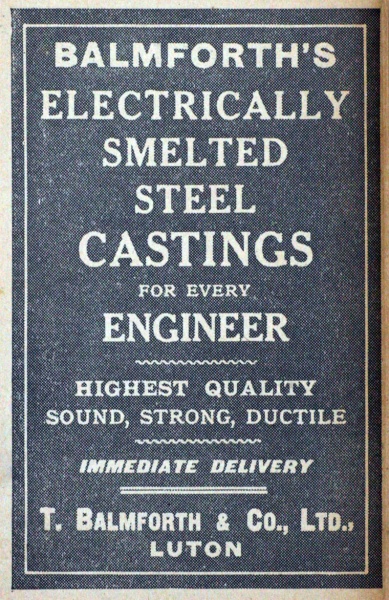 BALMFORTH'S
ELECTRICALLY
SMELTED
STEEL
CASTINGS
FOR EVERY
ENGINEER
HIGHEST QUALITY
SOUND, STRONG, DUCTILE
IMMEDIATE DELIVERY
T. BALMFORTH & CO., LTD.,
LUTON